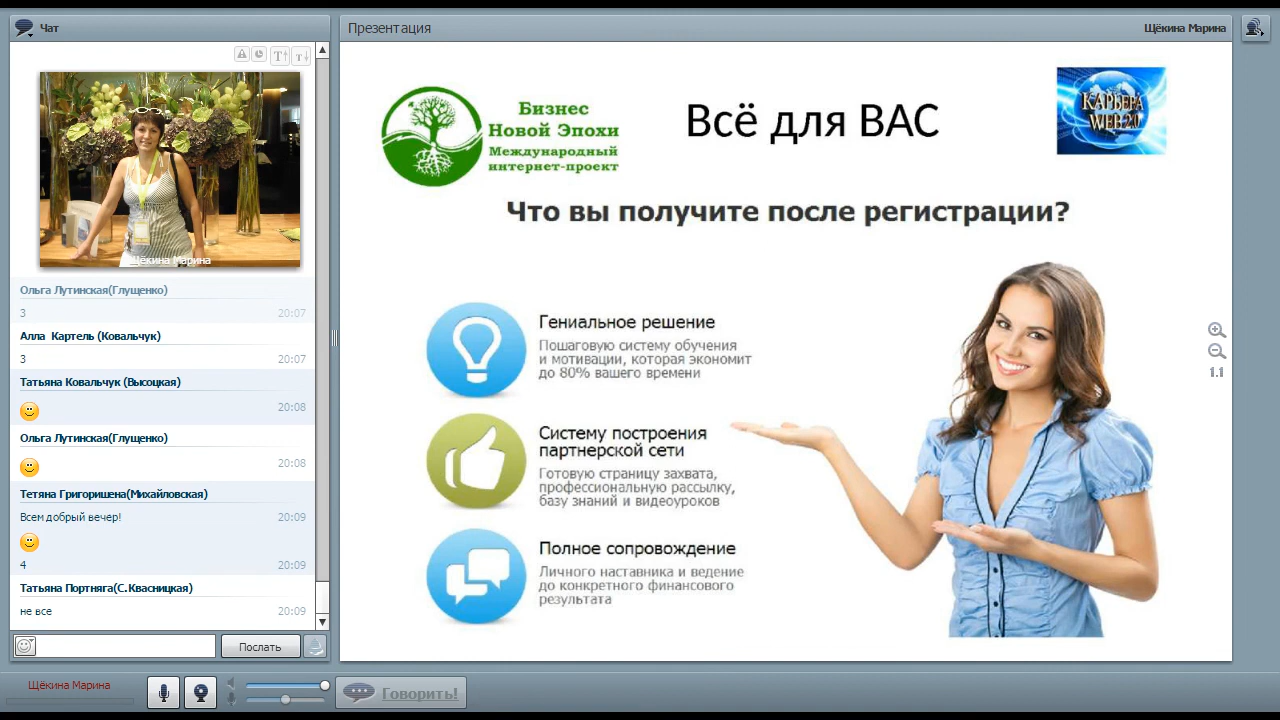 Чат
Щёкина Марина
Ольга Лутинская(Глущенко)
3 20:07
Алла Картель (Ковальчук)
3 20:07
Татьяна Ковальчук (Высоцкая)
20:08
Ольга Лутинская(Глущенко)
20:08
Тетяна Григоришена(Михайловская)
Всем добрый вечер! 20:09
4 20:09
Татьяна Портняга(С.Квасницкая)
не все 20:09
Послать
Презентация
Щёкина Марина
Бизнес
Новой Эпохи
Международный
интернет-проект
Всё для ВАС
КАРЬЕРА
WEB 2.0
Что вы получите после регистрации?
Гениальное решение
Пошаговую систему обучения
и мотивации, которая экономит
до 80% вашего времени
Систему построения
партнерской сети
Готовую страницу захвата,
профессиональную рассылку,
базу знаний и видеоуроков
Полное сопровождение
Личного наставника и ведение
до конкретного финансового
результата
1.1
Щёкина Марина
Говорить!